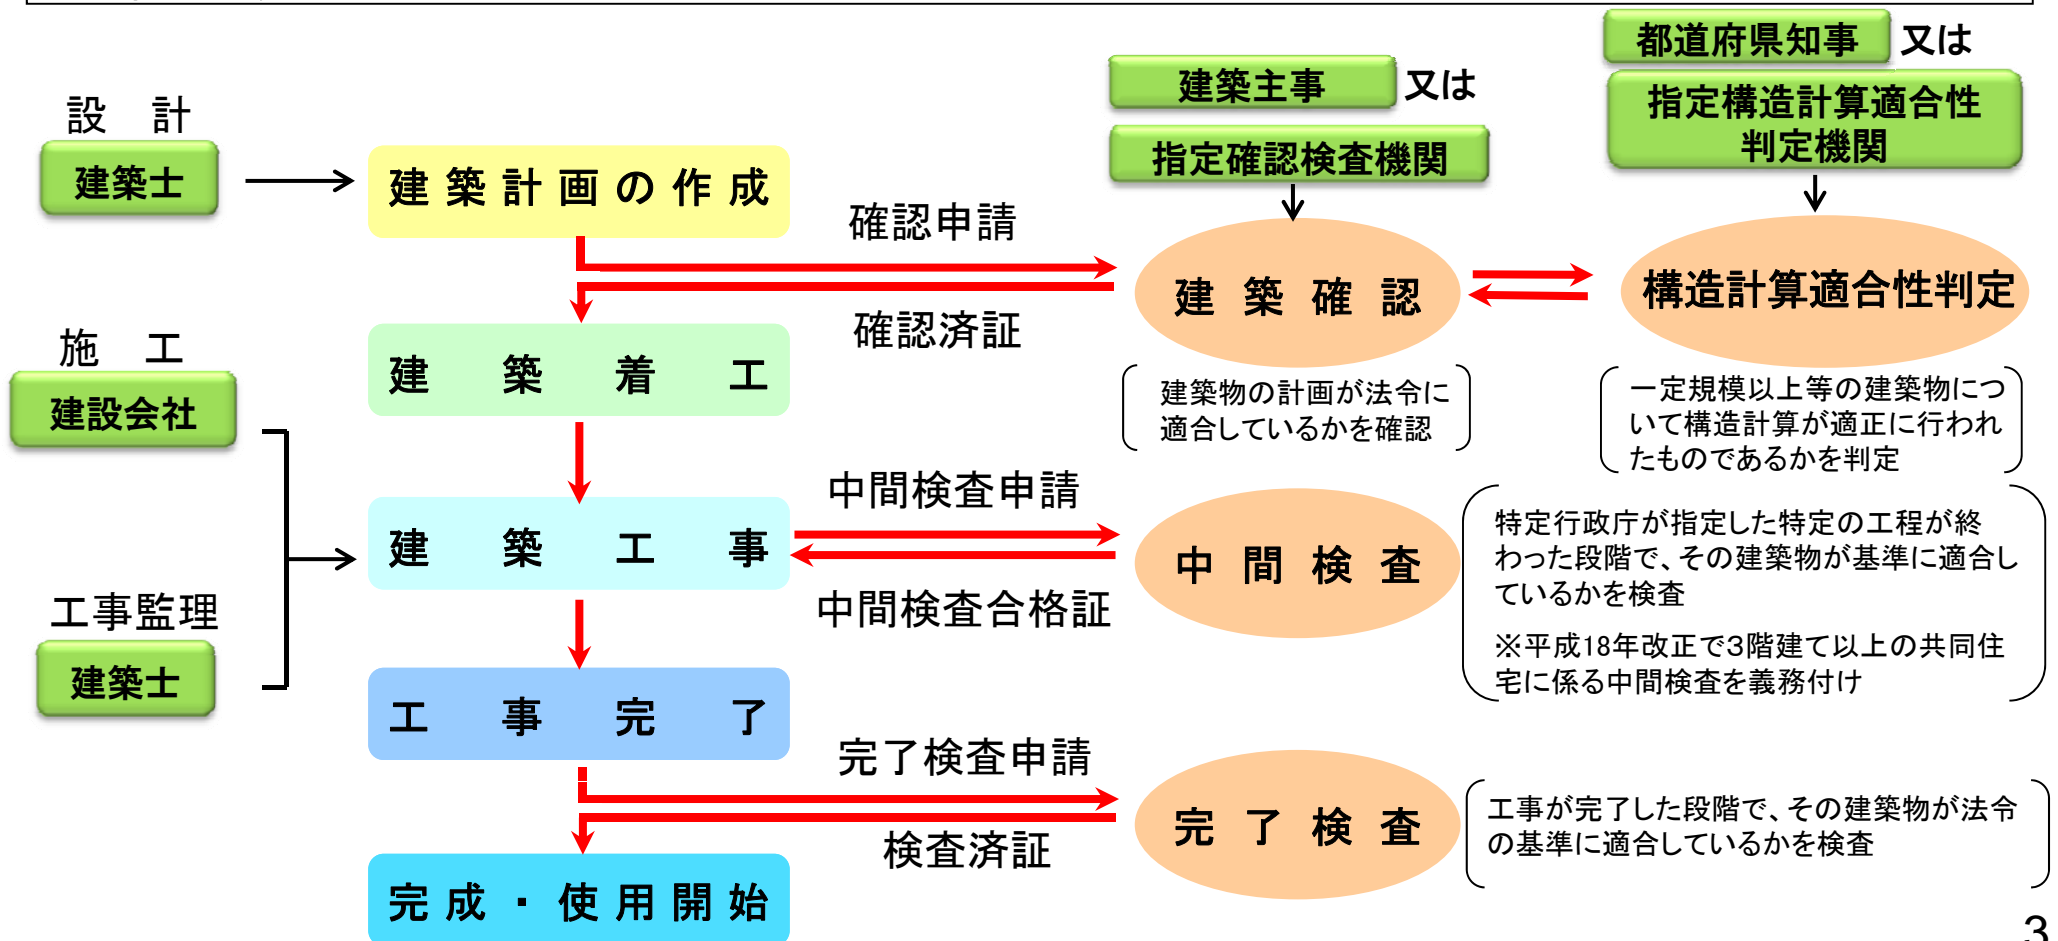 都道府県知事 又は
指定構造計算適合性
判定機関
建築主事 又は
指定確認検査機関
設 計
建築士
建築計画の作成
確認申請
建築確認
構造計算適合性判定
確認済証
施 工
建設会社
建築着工
建築物の計画が法令に
適合しているかを確認
一定規模以上等の建築物につ
いて構造計算が適正に行われ
たものであるかを判定
中間検査申請
建築工事
中間検査
中間検査合格証
特定行政庁が指定した特定の工程が終
わった段階で、その建築物が基準に適合し
ているかを検査
※平成18年改正で3階建て以上の共同住
宅に係る中間検査を義務付け
工事監理
建築士
工事完了
完了検査申請
完了検査
検査済証
工事が完了した段階で、その建築物が法令
の基準に適合しているかを検査
完成・使用開始
3